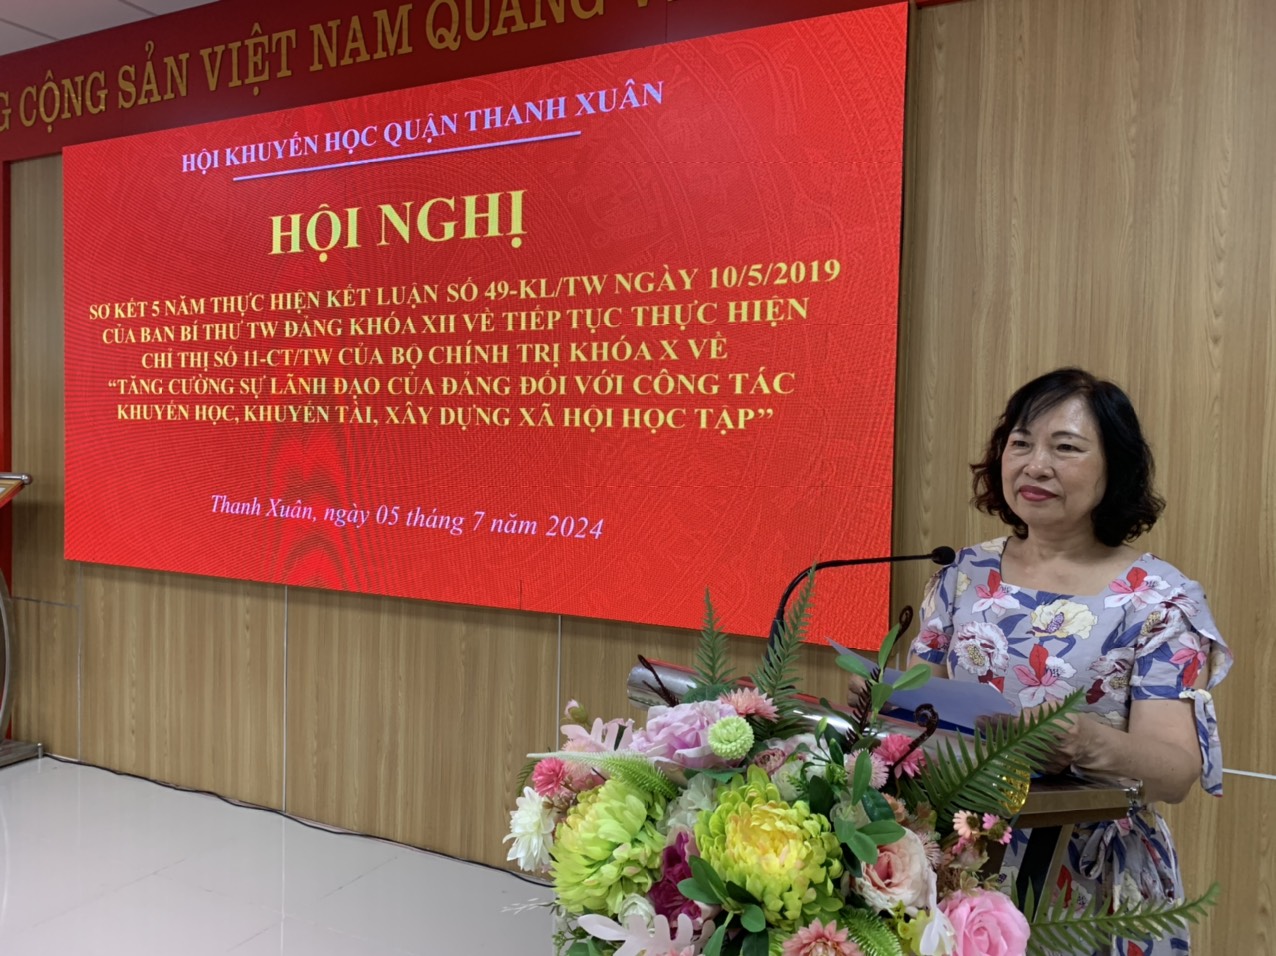 CỘNG SẢN VIỆT NAM QUANG
HỘI KHUYẾN HỌC QUẬN THANH XUÂN
HỘI NGHỊ
SƠ KẾT 5 NĂM THỰC HIỆN KẾT LUẬN SỐ 49-KL/TW NGÀY 10/5/2019
CỦA BAN BÍ THƯ TW ĐẢNG KHÓA XII VỀ TIẾP TỤC THỰC HIỆN
CHỈ THỊ SỐ 11-CT/TW CỦA BỘ CHÍNH TRỊ KHÓA X VỀ
“TĂNG CƯỜNG SỰ LÃNH ĐẠO CỦA ĐẢNG ĐỐI VỚI CÔNG TÁC
KHUYẾN HỌC, KHUYẾN TÀI, XÂY DỰNG XÃ HỘI HỌC TẬP”
Thanh Xuân, ngày 05 tháng 7 năm 2024